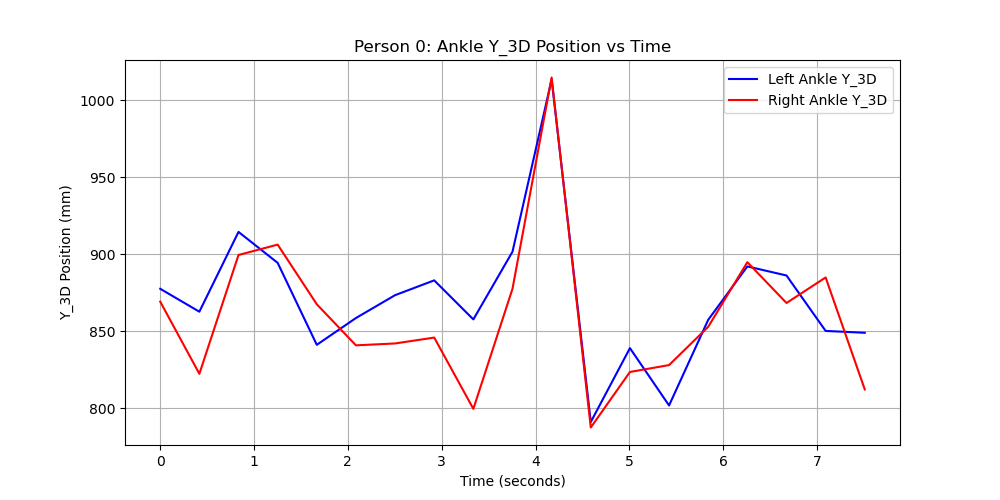 Person 0: Ankle Y_3D Position vs Time
Left Ankle Y_3D
Right Ankle Y_3D
Y_3D Position (mm)
1000
950
900
850
800
0 1 2 3 4 5 6 7
Time (seconds)